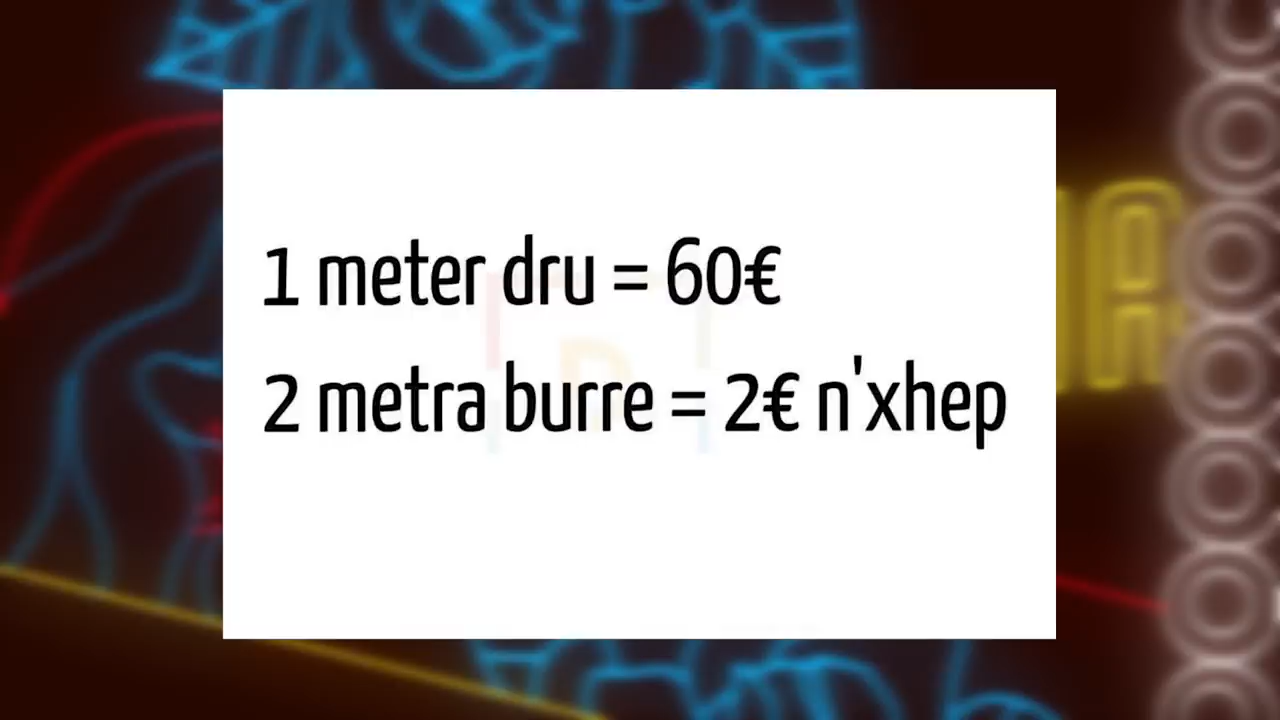 1 meter dru = 60€
2 metra burre = 2€ n'xhep